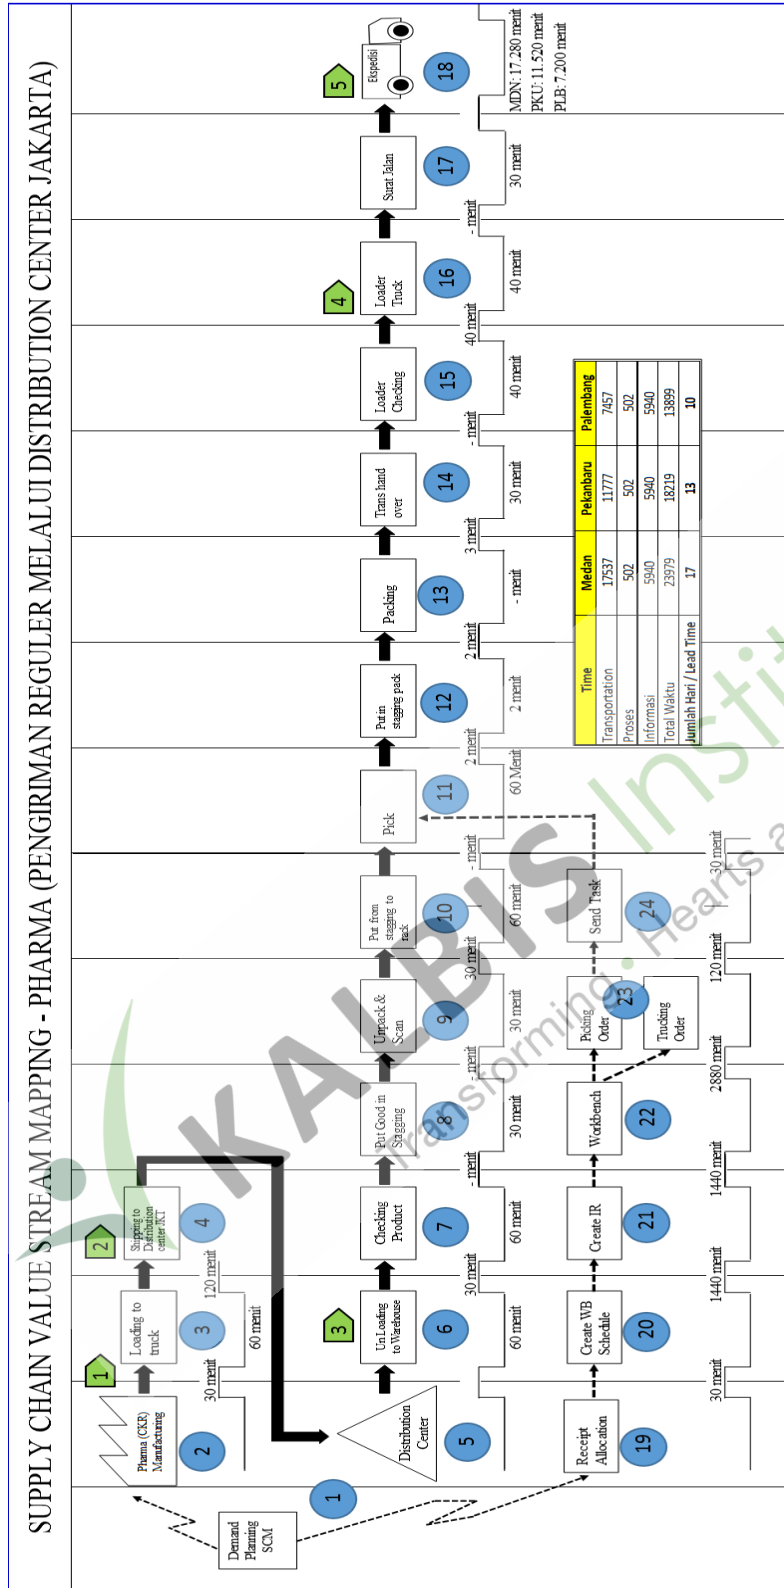 SUPPLY CHAIN VALUE STREAM MAPPING - PHARMA (PENGIRIMAN REGULER MELALUI DISTRIBUTION CENTER JAKARTA)
Demand
Planning
SCM
1
1
2
Pharma (CKR)
Manufacturing
Loading to
truck
Shipping to
Distribution
center JKT
2
3
4
30 menit
120 menit
60 menit
3
4
5
Distribution
Center
Un Loading
to Warehouse
Checking
Product
Put Good in
Stagging
Unpack &
Scan
Put from
stagging to
rack
Pick
Put in
stagging pack
Packing
Trans hand
over
Loader
Checking
Loader
Truck
Surat Jalan
Ekspedisi
5
6
7
8
9
10
11
12
13
14
15
16
17
18
30 menit
- menit
- menit
30 menit
- menit
2 menit
2 menit
3 menit
- menit
40 menit
- menit
60 menit
60 menit
30 menit
30 menit
60 menit
60 Menit
2 menit
- menit
30 menit
40 menit
40 menit
30 menit
MDN: 17.280 menit
PKU: 11.520 menit
PLB: 7.200 menit
Receipt
Allocation
Create WB
Schedule
Create IR
Workbench
Picking
Order
Trucking
Order
Send Task
19
20
21
22
23
24
30 menit
1440 menit
1440 menit
2880 menit
120 menit
30 menit
Time Medan Pekanbaru Palembang
Transportation 17537 11777 7457
Proses 502 502 502
Informasi 5940 5940 5940
Total Waktu 23979 18219 13899
Jumlah Hari / Lead Time 17 13 10
KALBIS Instit
Transforming • Hearts a